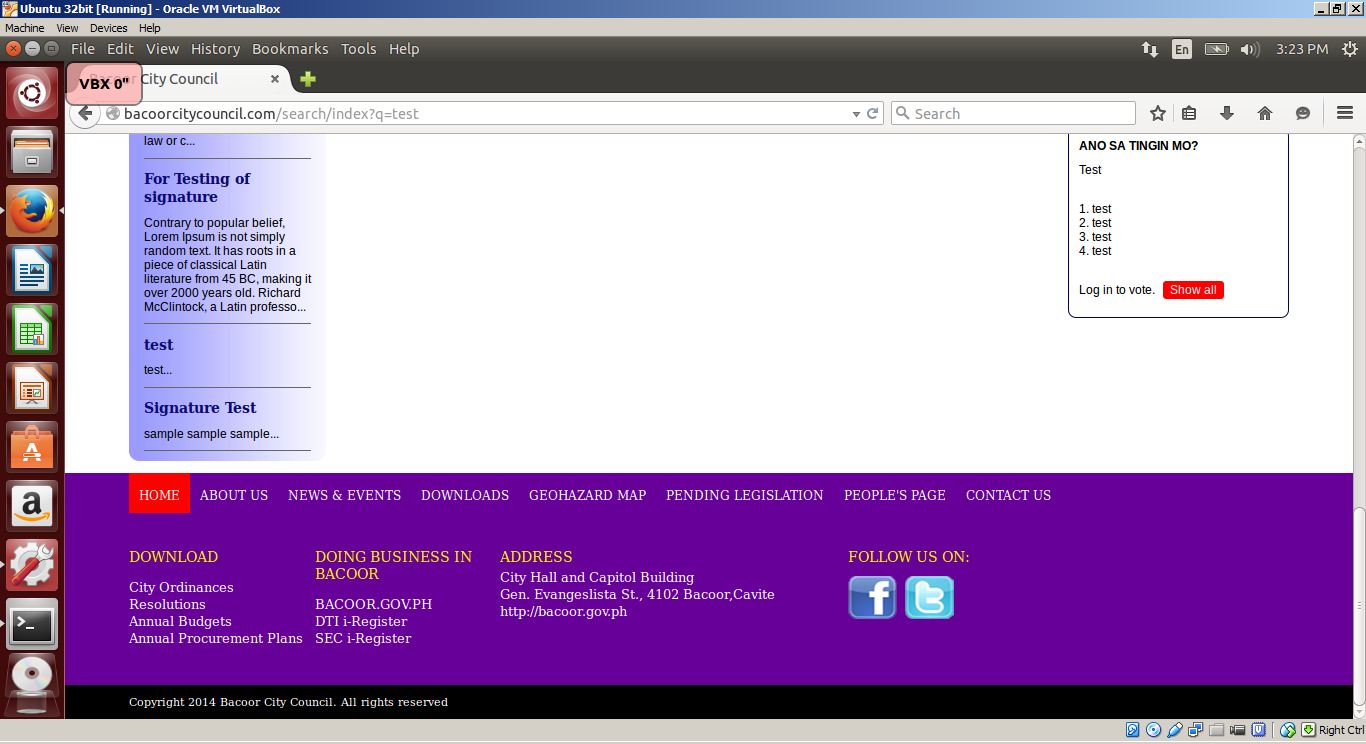 Ubuntu 32bit [Running] - Oracle VM VirtualBox
Machine View Devices Help
File Edit View History Bookmarks Tools Help
En
3:23 PM
VBX 0"
City Council
bacoorcitycouncil.com/search/index?q=test
Search
law or c...
For Testing of
signature
Contrary to popular belief,
Lorem Ipsum is not simply
random text. It has roots in a
piece of classical Latin
literature from 45 BC, making it
over 2000 years old. Richard
McClintock, a Latin professo...
test
test...
Signature Test
sample sample sample...
ANO SA TINGIN MO?
Test
1. test
2. test
3. test
4. test
Log in to vote. Show all
HOME ABOUT US NEWS & EVENTS DOWNLOADS GEOHAZARD MAP PENDING LEGISLATION PEOPLE'S PAGE CONTACT US
DOWNLOAD
City Ordinances
Resolutions
Annual Budgets
Annual Procurement Plans
DOING BUSINESS IN
BACOOR
BACOOR.GOV.PH
DTI i-Register
SEC i-Register
ADDRESS
City Hall and Capitol Building
Gen. Evangeslista St., 4102 Bacoor,Cavite
http://bacoor.gov.ph
FOLLOW US ON:
Copyright 2014 Bacoor City Council. All rights reserved
Right Ctrl